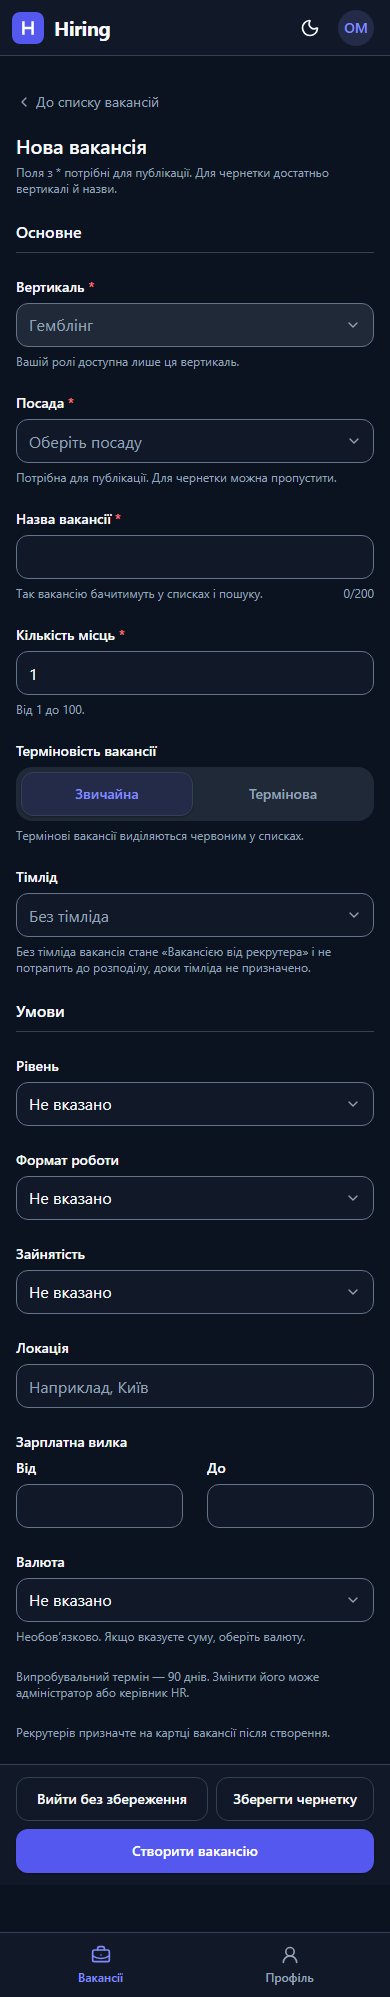 H Hiring OM
До списку вакансій
Нова вакансія
Поля з * потрібні для публікації. Для чернетки достатньо
вертикалі й назви.
Основне
Вертикаль *
Гемблінг
Вашій ролі доступна лише ця вертикаль.
Посада *
Оберіть посаду
Потрібна для публікації. Для чернетки можна пропустити.
Назва вакансії *
Так вакансію бачитимуть у списках і пошуку. 0/200
Кількість місць *
1
Від 1 до 100.
Терміновість вакансії
Звичайна Термінова
Термінові вакансії виділяються червоним у списках.
Тімлід
Без тімліда
Без тімліда вакансія стане «Вакансією від рекрутера» і не
потрапить до розподілу, доки тімліда не призначено.
Умови
Рівень
Не вказано
Формат роботи
Не вказано
Зайнятість
Не вказано
Локація
Наприклад, Київ
Зарплатна вилка
Від До
Валюта
Не вказано
Необов'язково. Якщо вказуєте суму, оберіть валюту.
Випробувальний термін — 90 днів. Змінити його може
адміністратор або керівник HR.
Рекрутерів призначте на картці вакансії після створення.
Вийти без збереження Зберегти чернетку
Створити вакансію
Вакансії Профіль